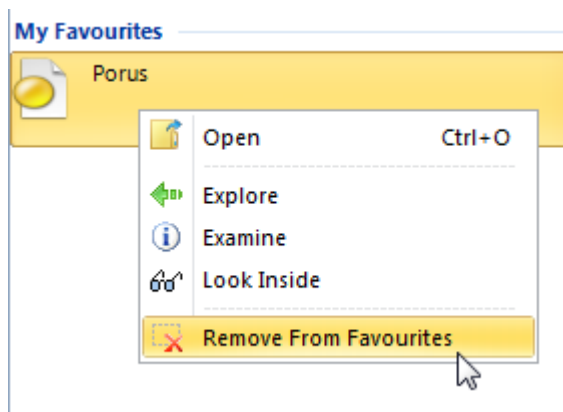 My Favourites
Porus
Open Ctrl+O
Explore
Examine
Look Inside
Remove From Favourites